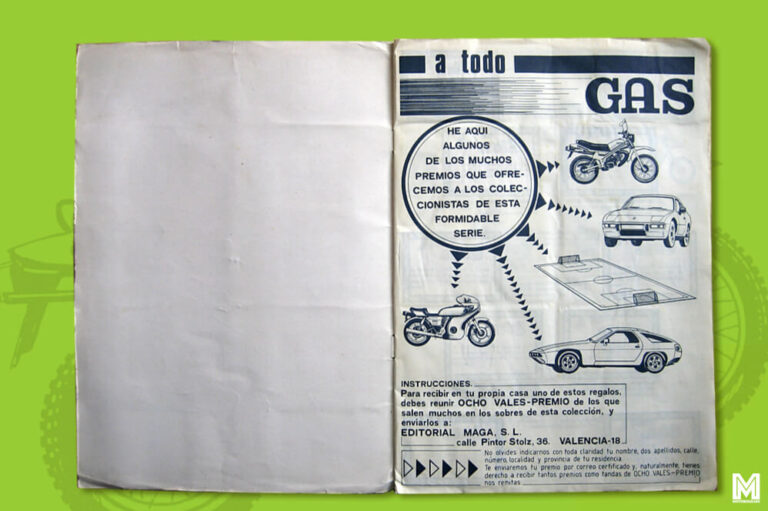 a todo
GAS
HE AQUI
ALGUNOS
DE LOS MUCHOS
PREMIOS QUE OFRE-
CEMOS A LOS COLEC-
CIONISTAS DE ESTA
FORMIDABLE
SERIE.
INSTRUCCIONES.
Para recibir en tu propia casa uno de estos regalos,
debes reunir OCHO VALES-PREMIO de los que
salen muchos en los sobres de esta colección, y
enviarlos a:
EDITORIAL MAGA, S. L.
calle Pintor Stolz, 36. VALENCIA-18
No olvides indicarnos con toda claridad tu nombre, dos apellidos, calle,
número, localidad y provincia de tu residencia.
Te enviaremos tu premio por correo certificado y, naturalmente, tienes
derecho a recibir tantos premios como tandas de OCHO VALES-PREMIO
nos remitas
M